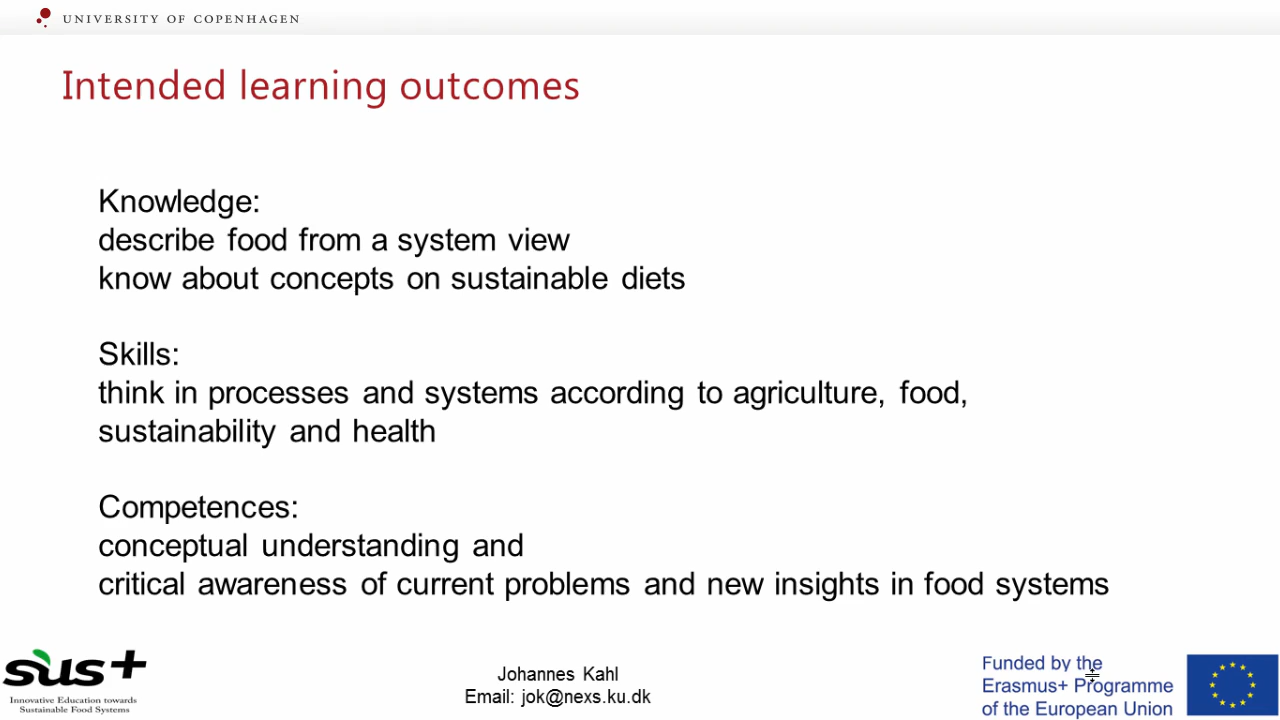 UNIVERSITY OF COPENHAGEN
Intended learning outcomes
Knowledge:
describe food from a system view
know about concepts on sustainable diets
Skills:
think in processes and systems according to agriculture, food,
sustainability and health
Competences:
conceptual understanding and
critical awareness of current problems and new insights in food systems
sus+
Innovative Education towards
Sustainable Food Systems
Johannes Kahl
Email: jok@nexs.ku.dk
Funded by the
Erasmus+ Programme
of the European Union